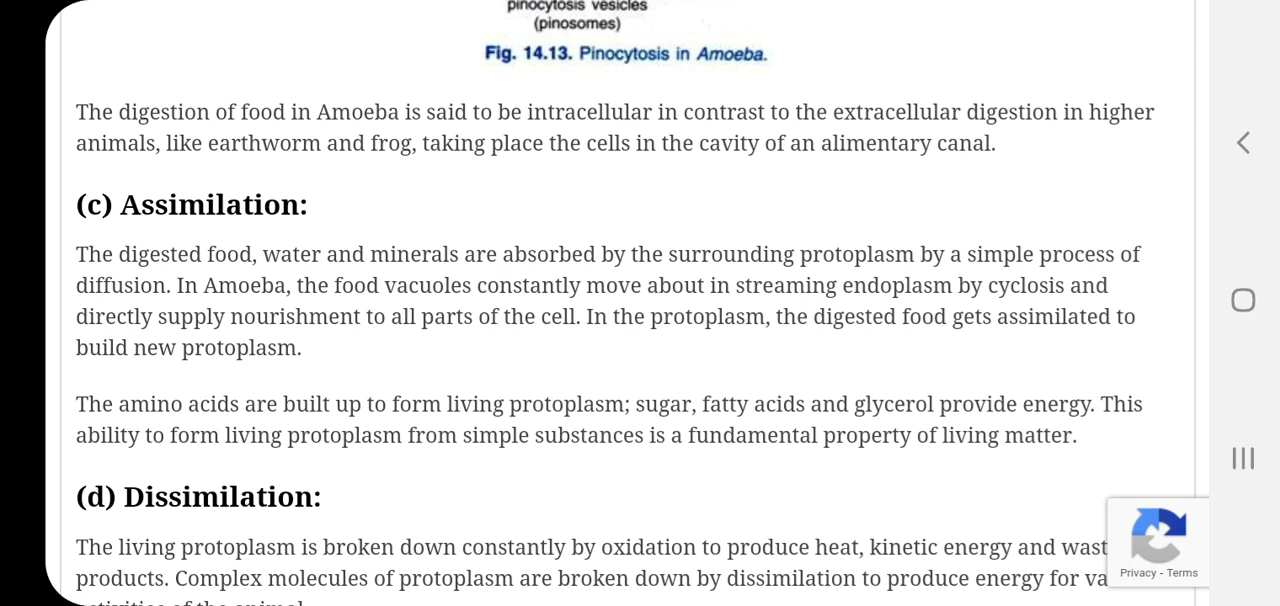 pinocytosis vesicles
(pinosomes)
Fig. 14.13. Pinocytosis in Amoeba.
The digestion of food in Amoeba is said to be intracellular in contrast to the extracellular digestion in higher
animals, like earthworm and frog, taking place the cells in the cavity of an alimentary canal.
(c) Assimilation:
The digested food, water and minerals are absorbed by the surrounding protoplasm by a simple process of
diffusion. In Amoeba, the food vacuoles constantly move about in streaming endoplasm by cyclosis and
directly supply nourishment to all parts of the cell. In the protoplasm, the digested food gets assimilated to
build new protoplasm.
The amino acids are built up to form living protoplasm; sugar, fatty acids and glycerol provide energy. This
ability to form living protoplasm from simple substances is a fundamental property of living matter.
(d) Dissimilation:
The living protoplasm is broken down constantly by oxidation to produce heat, kinetic energy and wast
products. Complex molecules of protoplasm are broken down by dissimilation to produce energy for va
Privacy - Terms